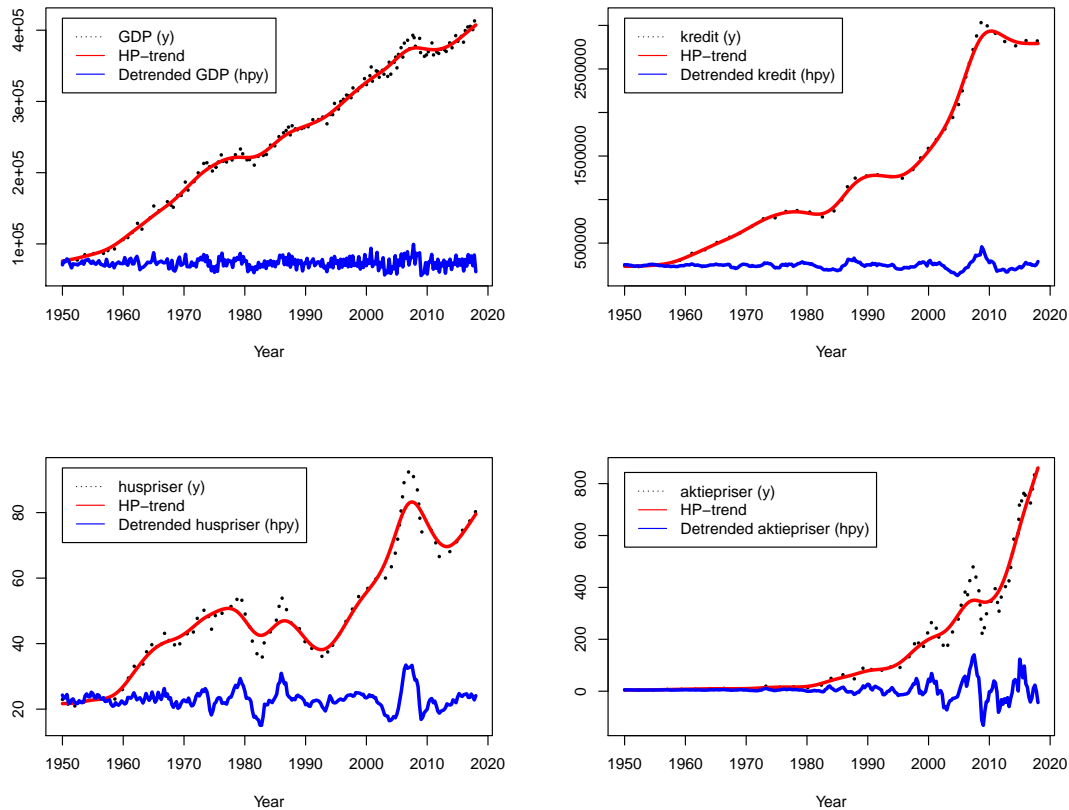 GDP (y)
HP−trend
Detrended GDP (hpy)
1e+05 2e+05 3e+05 4e+05
1950 1960 1970 1980 1990 2000 2010 2020
Year
kredit (y)
HP−trend
Detrended kredit (hpy)
500000 1500000 2500000
1950 1960 1970 1980 1990 2000 2010 2020
Year
huspriser (y)
HP−trend
Detrended huspriser (hpy)
20 40 60 80
1950 1960 1970 1980 1990 2000 2010 2020
Year
aktiepriser (y)
HP−trend
Detrended aktiepriser (hpy)
0 200 400 600 800
1950 1960 1970 1980 1990 2000 2010 2020
Year